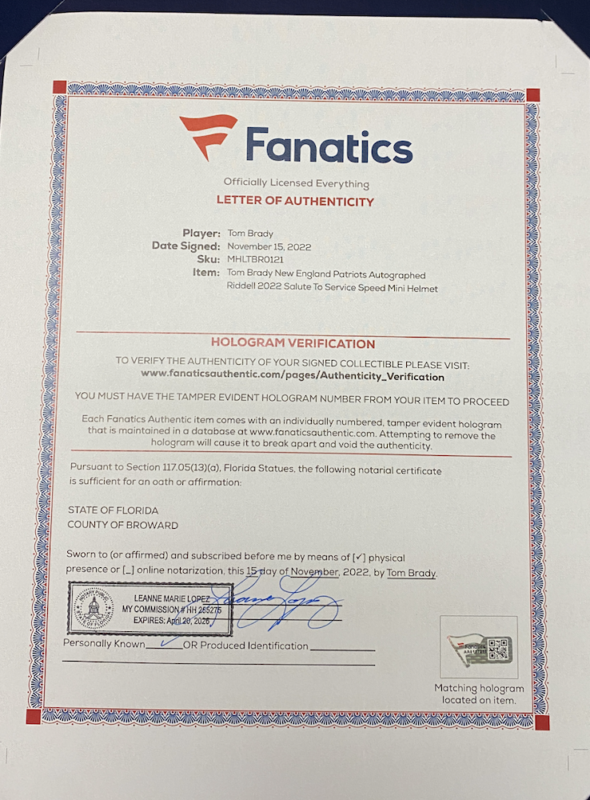 Fanatics
Officially Licensed Everything
LETTER OF AUTHENTICITY
Player: Tom Brady
Date Signed: November 15, 2022
Sku: MHLTBR0121
Item: Tom Brady New England Patriots Autographed
Riddell 2022 Salute To Service Speed Mini Helmet
HOLOGRAM VERIFICATION
TO VERIFY THE AUTHENTICITY OF YOUR SIGNED COLLECTIBLE PLEASE VISIT:
www.fanaticsauthentic.com/pages/Authenticity_Verification
YOU MUST HAVE THE TAMPER EVIDENT HOLOGRAM NUMBER FROM YOUR ITEM TO PROCEED
Each Fanatics Authentic item comes with an individually numbered, tamper evident hologram
that is maintained in a database at www.fanaticsauthentic.com. Attempting to remove the
hologram will cause it to break apart and void the authenticity.
Pursuant to Section 117.05(13)(a), Florida Statues, the following notarial certificate
is sufficient for an oath or affirmation:
STATE OF FLORIDA
COUNTY OF BROWARD
Sworn to (or affirmed) and subscribed before me by means of [✓] physical
presence or [_] online notarization, this 15 day of November, 2022, by Tom Brady.
LEANNE MARIE LOPEZ
MY COMMISSION # HH 255275
EXPIRES: April 20, 2026
Personally Known ✓ OR Produced Identification
Matching hologram
located on item.